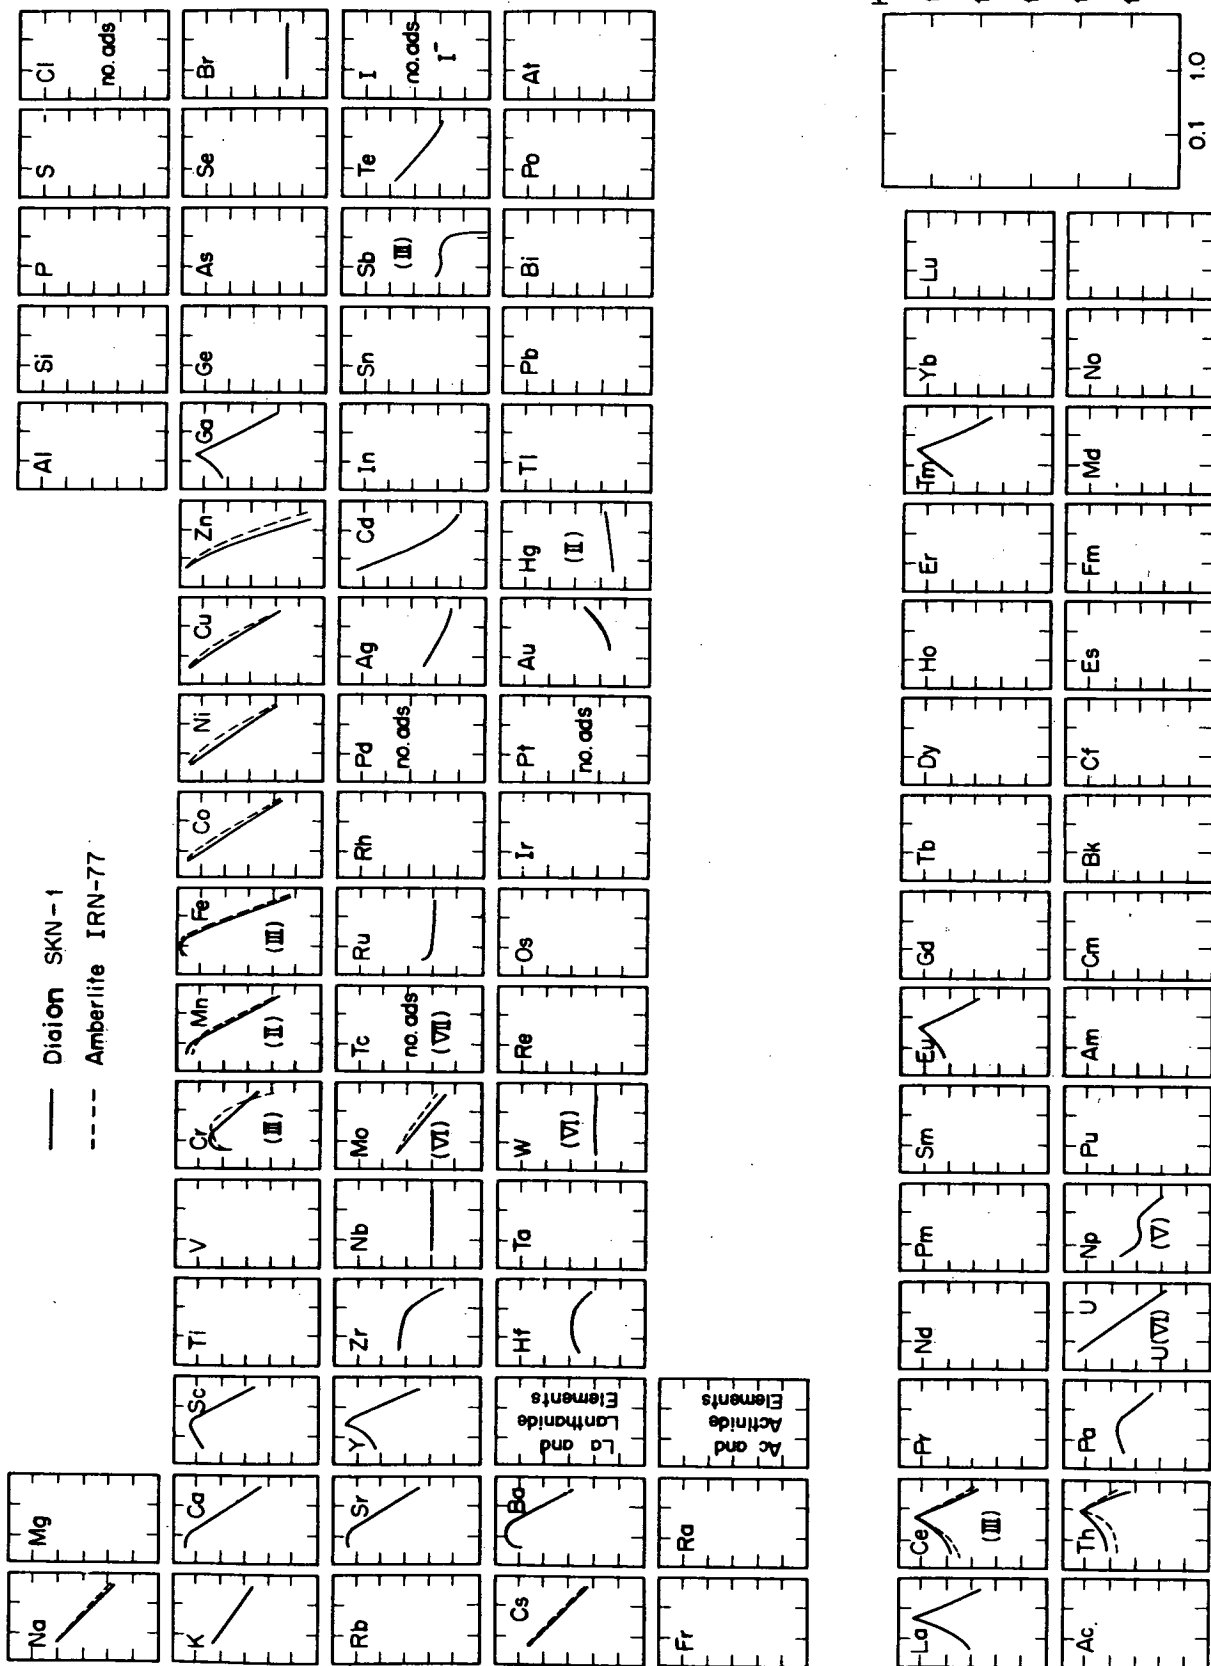 Diaion SKN-1
Amberlite IRN-77
Na
Mg
Al
Si
P
S
Cl
no. ads
K
Ca
Sc
Ti
V
Cr
(III)
Mn
(II)
Fe
(III)
Co
Ni
Cu
Zn
Ga
Ge
As
Se
Br
Rb
Sr
Y
Zr
Nb
Mo
(VI)
Tc
no. ads
(VII)
Ru
Rh
Pd
no. ads
Ag
Cd
In
Sn
Sb
(III)
Te
I
no. ads
I⁻
Cs
Ba
La and
Lanthanide
Elements
Hf
Ta
W
(VI)
Re
Os
Ir
Pt
no. ads
Au
Hg
(II)
Tl
Pb
Bi
Po
At
Fr
Ra
Ac and
Actinide
Elements
La
Ce
(III)
Pr
Nd
Pm
Sm
Eu
Gd
Tb
Dy
Ho
Er
Tm
Yb
Lu
Ac.
Th
Pa
U
U(VI)
Np
(V)
Pu
Am
Cm
Bk
Cf
Es
Fm
Md
No
0.1 1.0